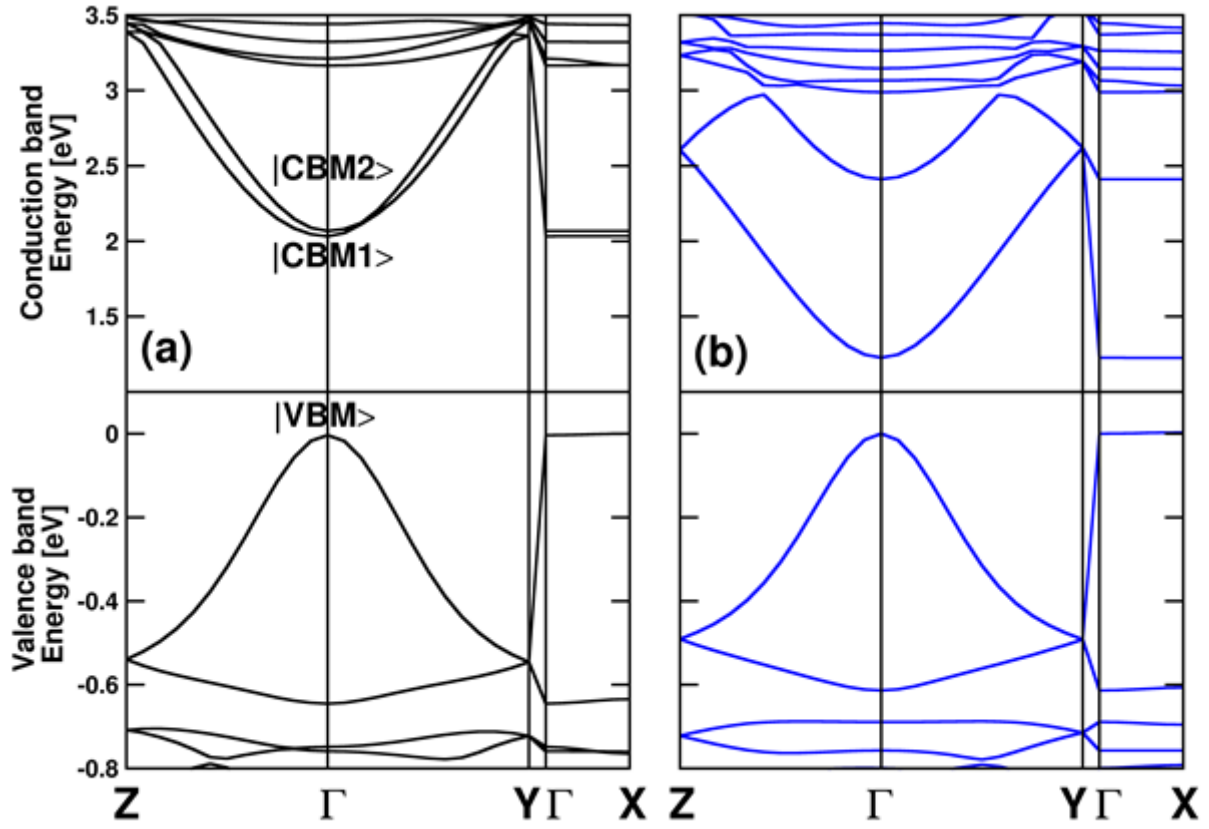 Conduction band
Energy [eV]
3.5
3
2.5
2
1.5
|CBM2>
|CBM1>
(a)
(b)
Valence band
Energy [eV]
0
-0.2
-0.4
-0.6
-0.8
|VBM>
Z Γ Y Γ X
Z Γ Y Γ X